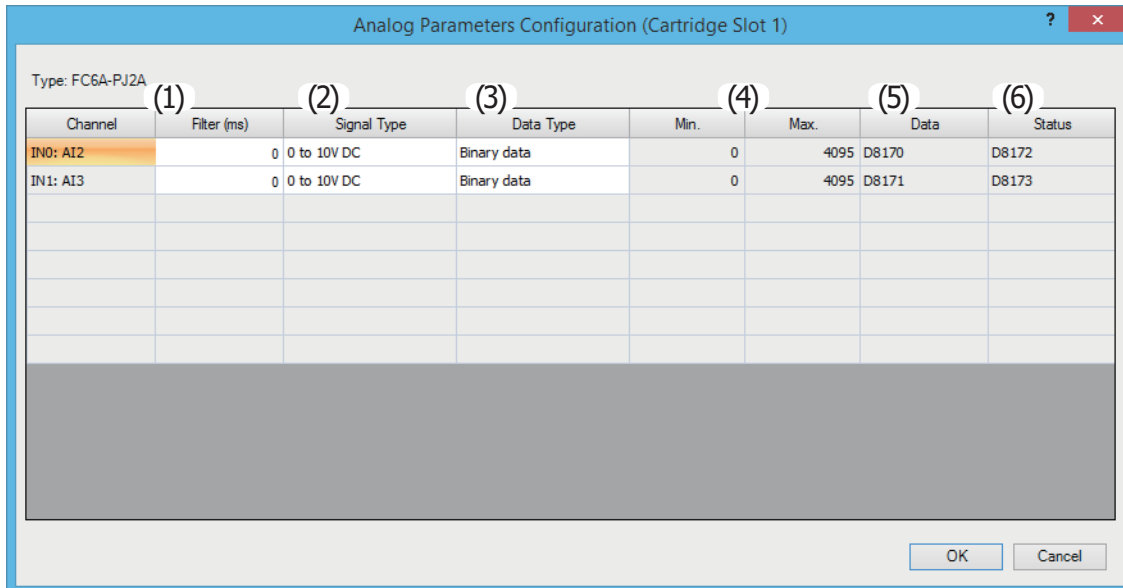 Analog Parameters Configuration (Cartridge Slot 1) ? ×
Type: FC6A-PJ2A
(1) (2) (3) (4) (5) (6)
Channel Filter (ms) Signal Type Data Type Min. Max. Data Status
IN0: AI2 0 0 to 10V DC Binary data 0 4095 D8170 D8172
IN1: AI3 0 0 to 10V DC Binary data 0 4095 D8171 D8173
OK Cancel